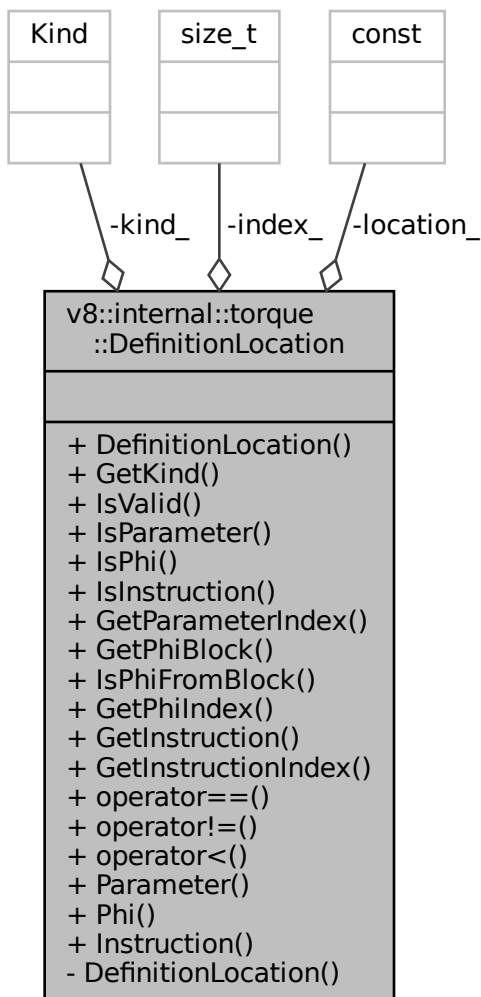 Kind
size_t
const
-kind_
-index_
-location_
v8::internal::torque
::DefinitionLocation
+ DefinitionLocation()
+ GetKind()
+ IsValid()
+ IsParameter()
+ IsPhi()
+ IsInstruction()
+ GetParameterIndex()
+ GetPhiBlock()
+ IsPhiFromBlock()
+ GetPhiIndex()
+ GetInstruction()
+ GetInstructionIndex()
+ operator==()
+ operator!=()
+ operator<()
+ Parameter()
+ Phi()
+ Instruction()
- DefinitionLocation()